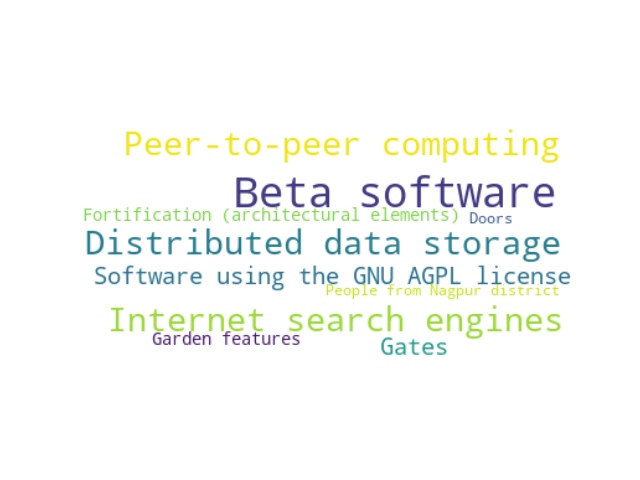 Peer-to-peer computing
Beta software
Fortification (architectural elements) Doors
Distributed data storage
Software using the GNU AGPL license
People from Nagpur district
Internet search engines
Garden features
Gates